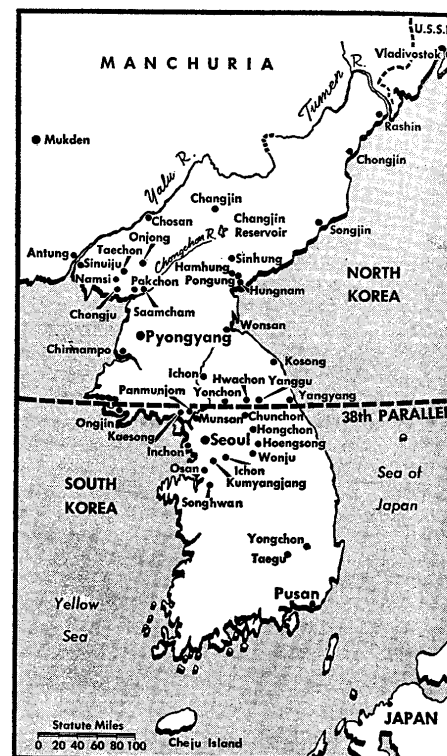 U.S.S.R
Vladivostok
MANCHURIA
Tumen R.
Rashin
Mukden
Chongjin
Yalu R.
Changjin
Chosan
Changjin
Reservoir
Onjong
Chongchon R
Songjin
Antung
Taechon
Sinuiju
Sinhung
Hamhung
Namsi
Pakchon
Pongung
Hungnam
NORTH
KOREA
Chongju
Saamcham
Wonsan
Pyongyang
Chinnampo
Kosong
Ichon
Hwachon
Yanggu
Panmunjom
Yonchon
Yangyang
38th PARALLEL
Ongjin
Munsan
Chunchon
Kaesong
Hongchon
Seoul
Hoengsong
Inchon
Wonju
Osan
Ichon
Kumyangjang
Sea of
Japan
SOUTH
KOREA
Songhwan
Yongchon
Taegu
Pusan
Yellow
Sea
JAPAN
Statute Miles
0 20 40 60 80 100
Cheju Island